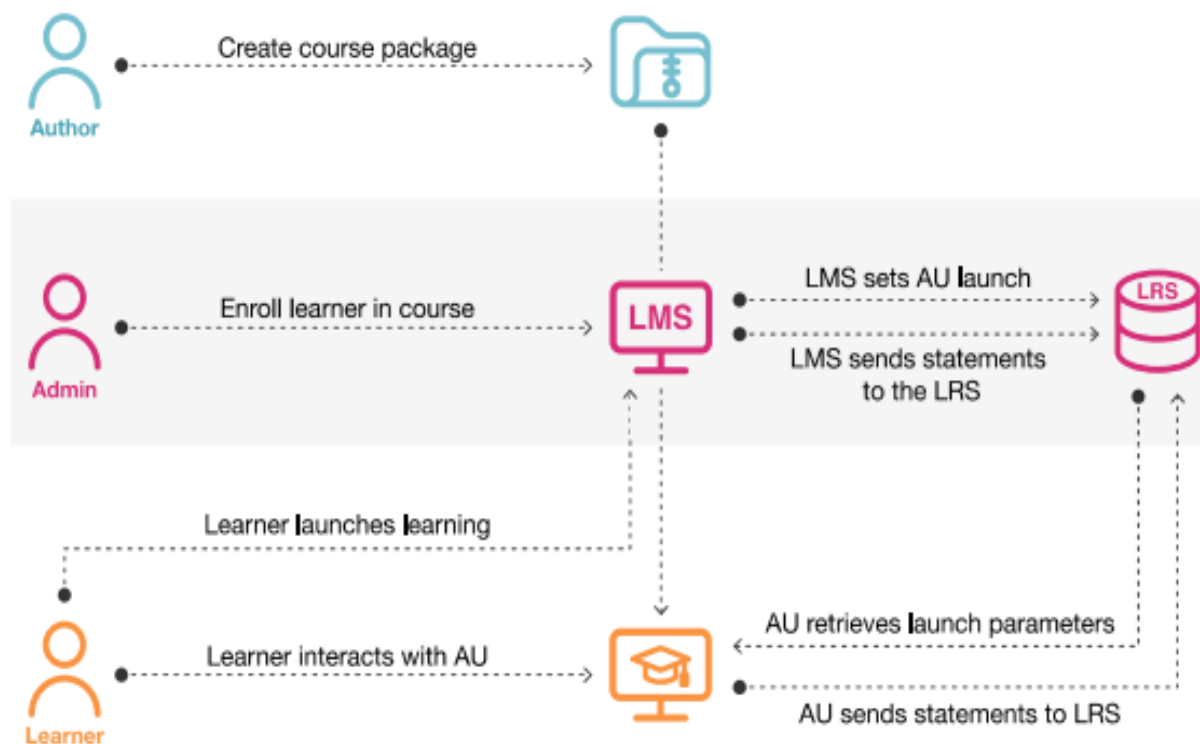 Create course package
Author
Enroll learner in course
Admin
LMS
LMS sets AU launch
LMS sends statements
to the LRS
LRS
Learner launches learning
Learner interacts with AU
Learner
AU retrieves launch parameters
AU sends statements to LRS